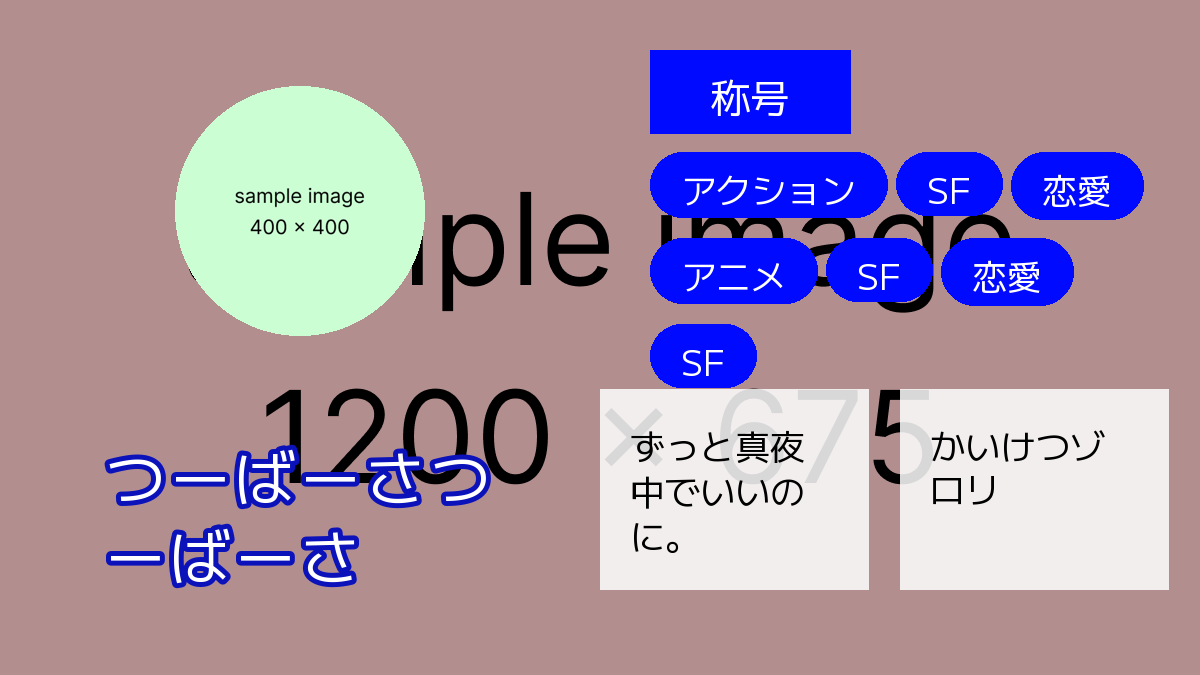 sample image
400 × 400
ple image
1200 × 675
称号
アクション SF 恋愛
アニメ SF 恋愛
SF
つーばーさつ
ーばーさ
ずっと真夜
中でいいの
に。
かいけつゾ
ロリ